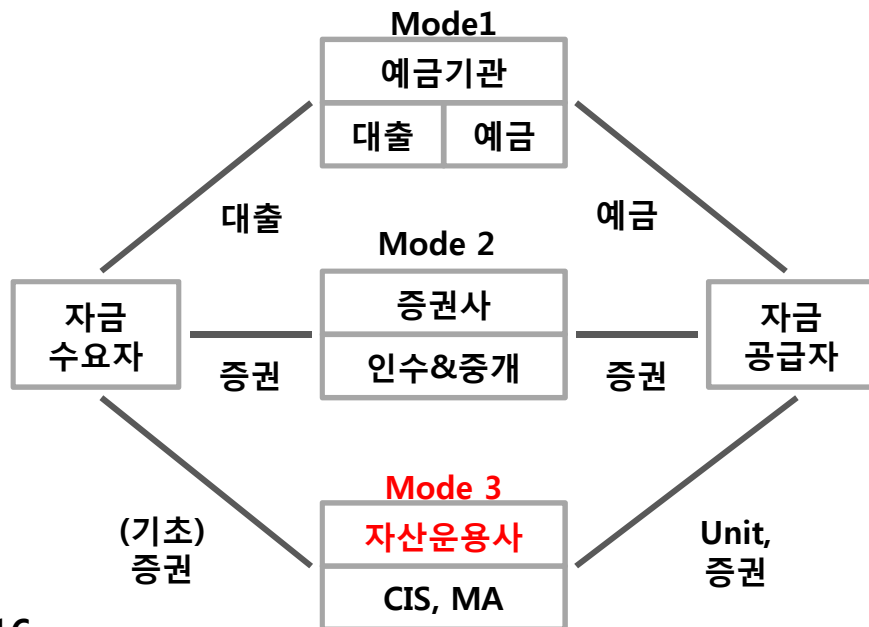 Mode1
예금기관
대출 예금
대출
예금
Mode 2
자금
수요자
증권사
인수&중개
자금
공급자
증권
증권
Mode 3
(기초)
증권
자산운용사
CIS, MA
Unit,
증권